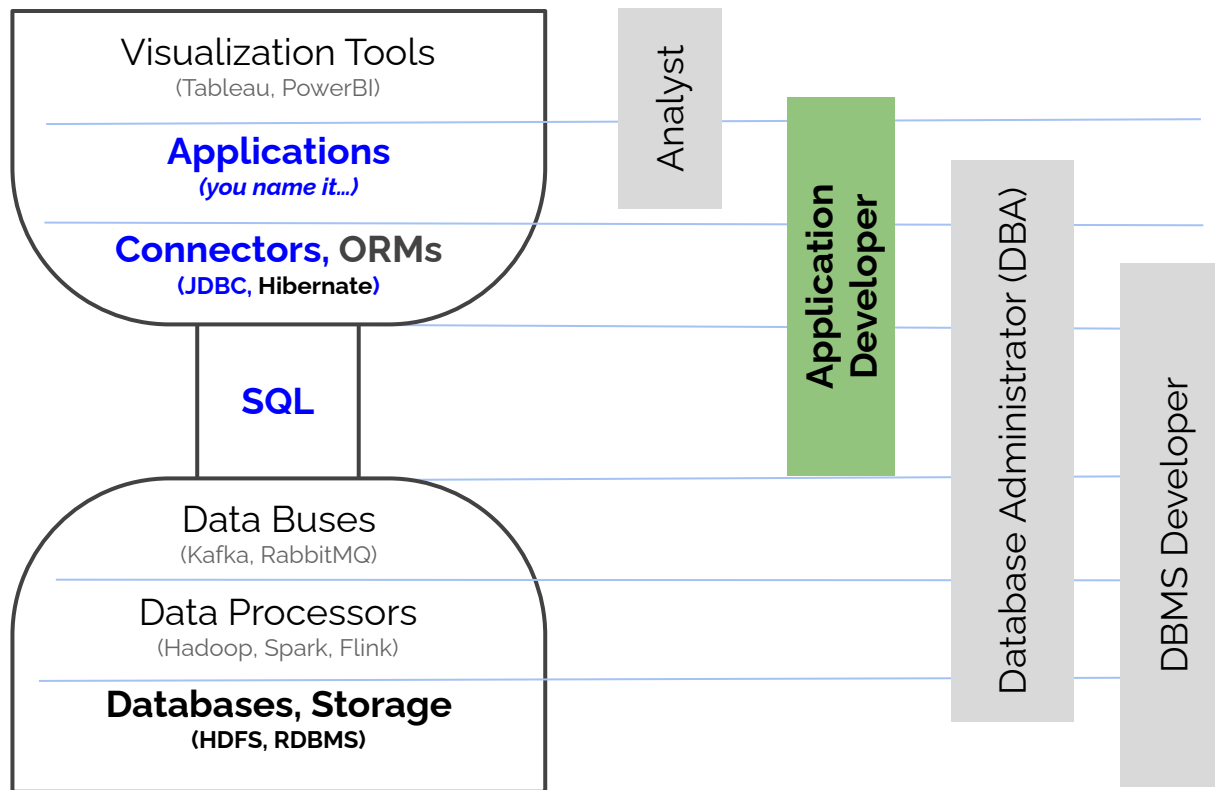 Visualization Tools
(Tableau, PowerBI)
Applications
(you name it...)
Connectors, ORMs
(JDBC, Hibernate)
SQL
Data Buses
(Kafka, RabbitMQ)
Data Processors
(Hadoop, Spark, Flink)
Databases, Storage
(HDFS, RDBMS)
Analyst
Application
Developer
Database Administrator (DBA)
DBMS Developer